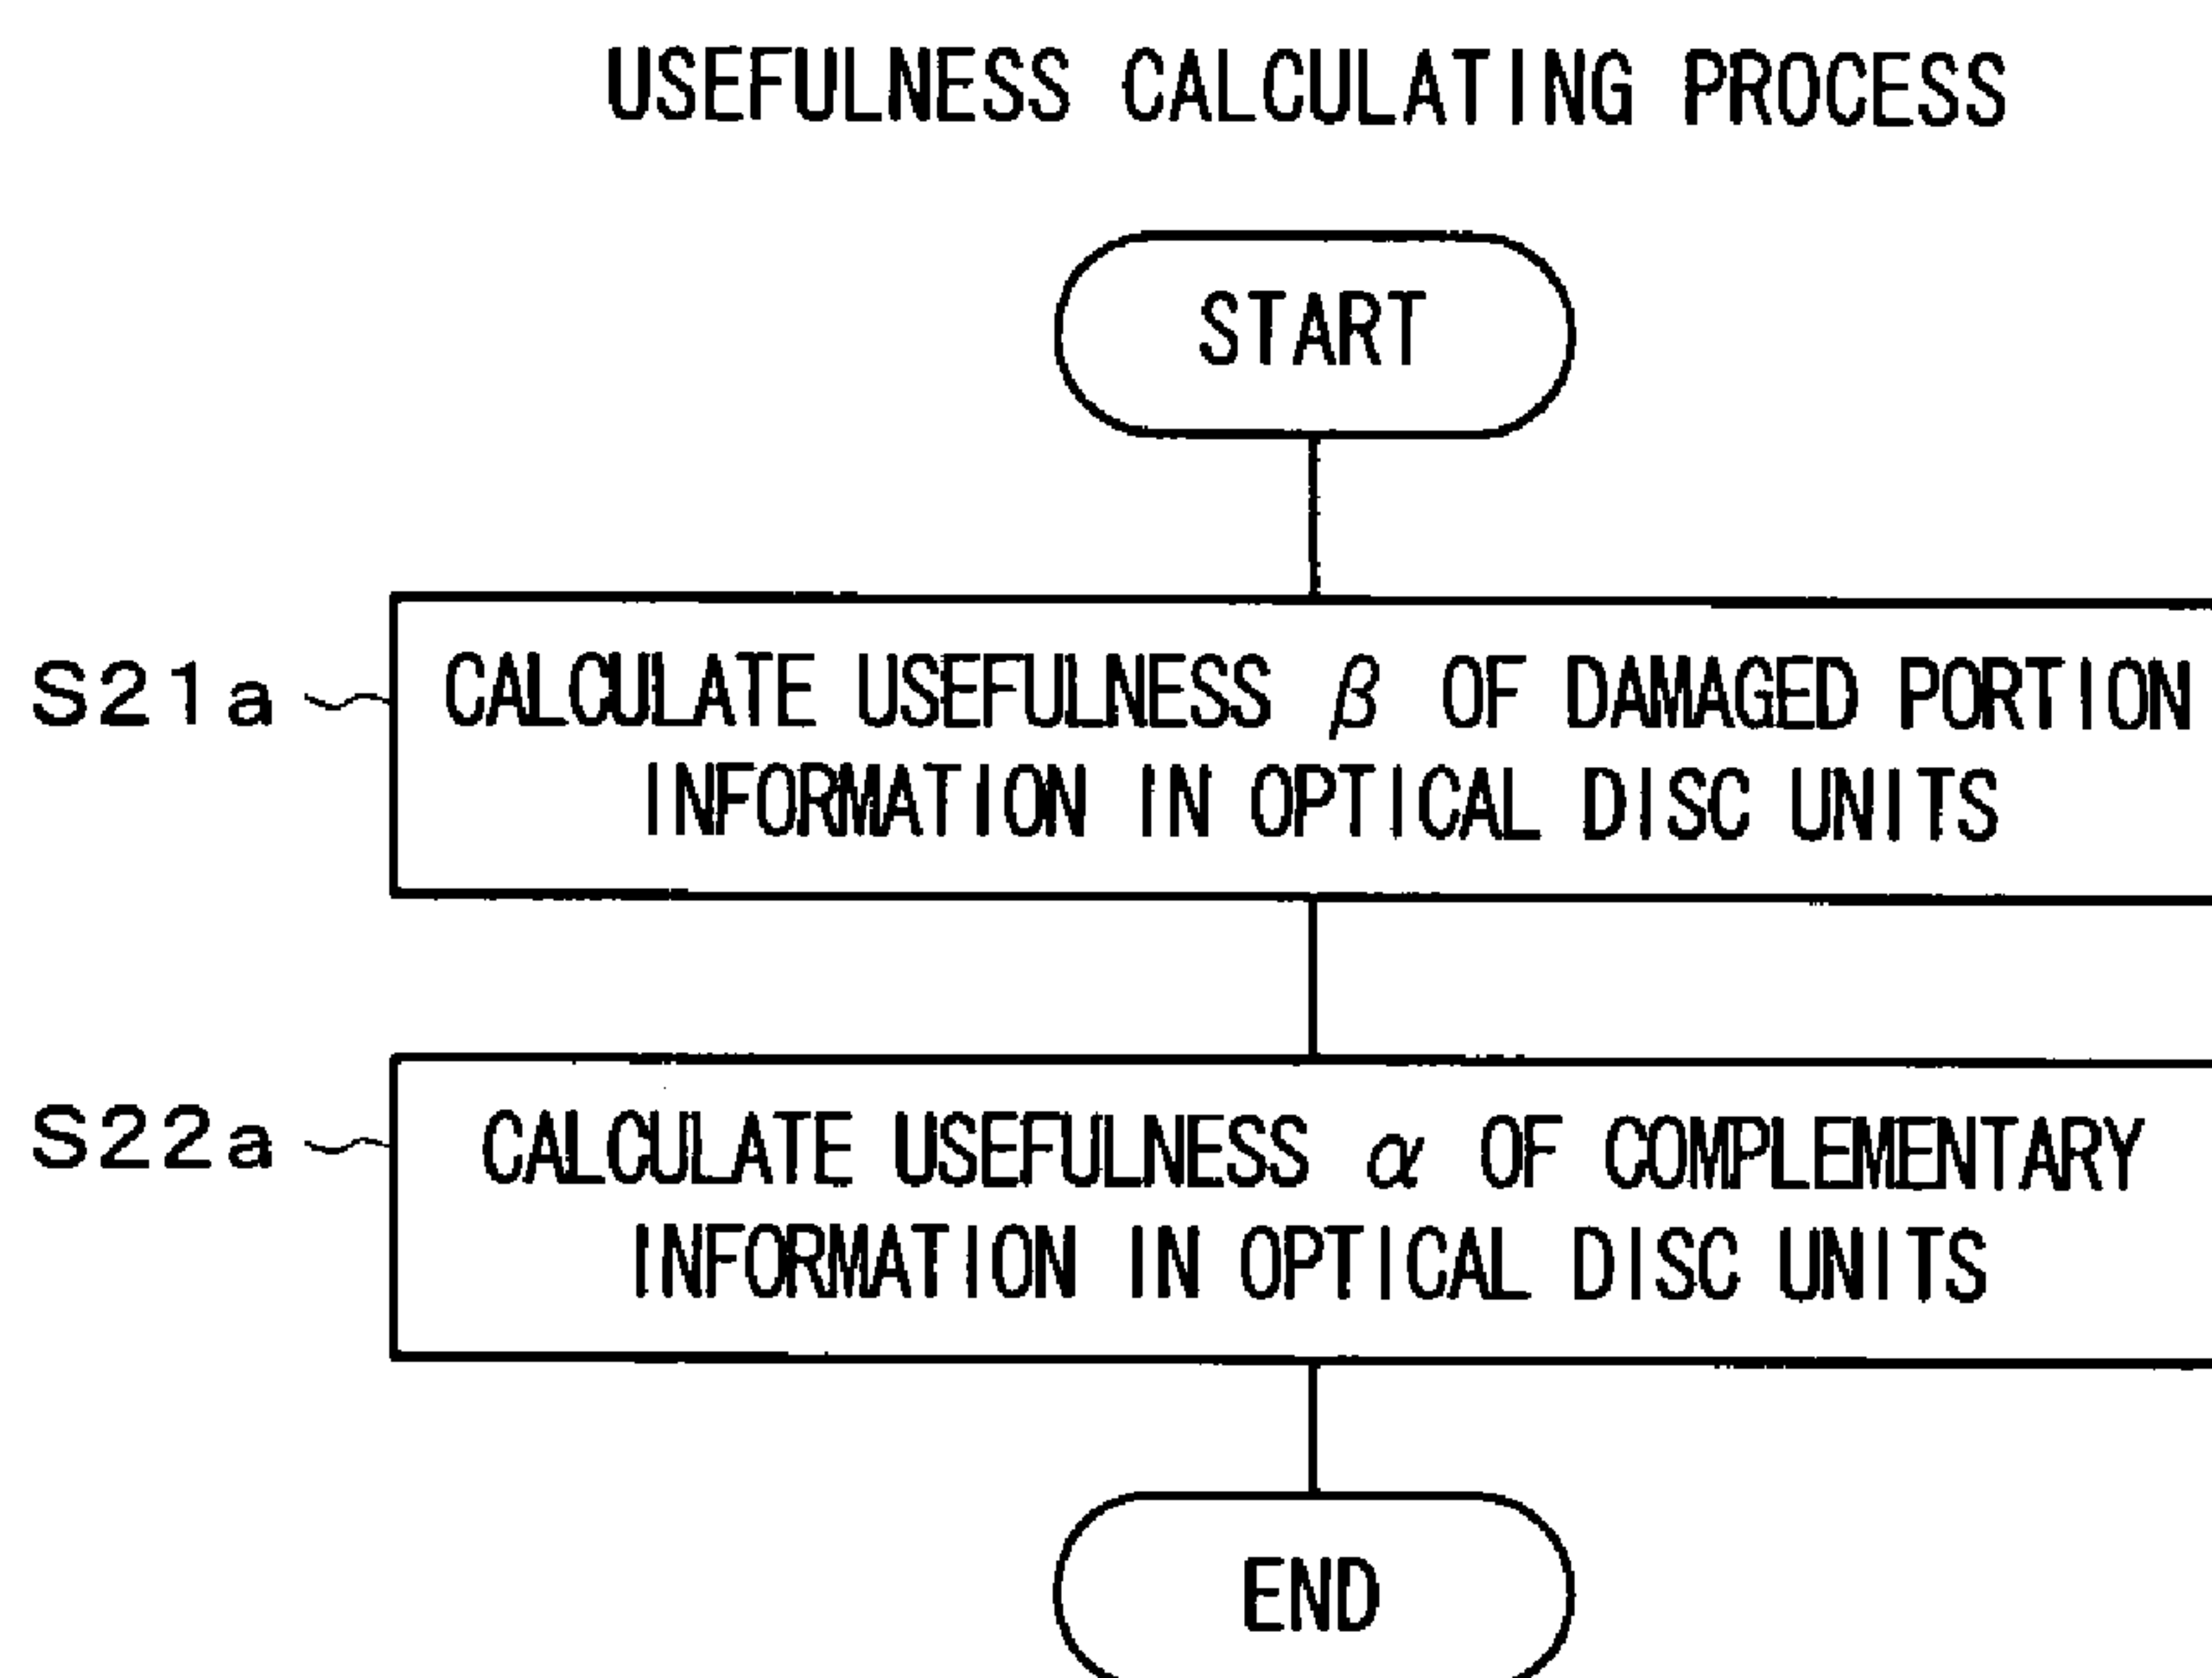 USEFULNESS CALCULATING PROCESS
START
S21a
CALCULATE USEFULNESS β OF DAMAGED PORTION
INFORMATION IN OPTICAL DISC UNITS
S22a
CALCULATE USEFULNESS α OF COMPLEMENTARY
INFORMATION IN OPTICAL DISC UNITS
END